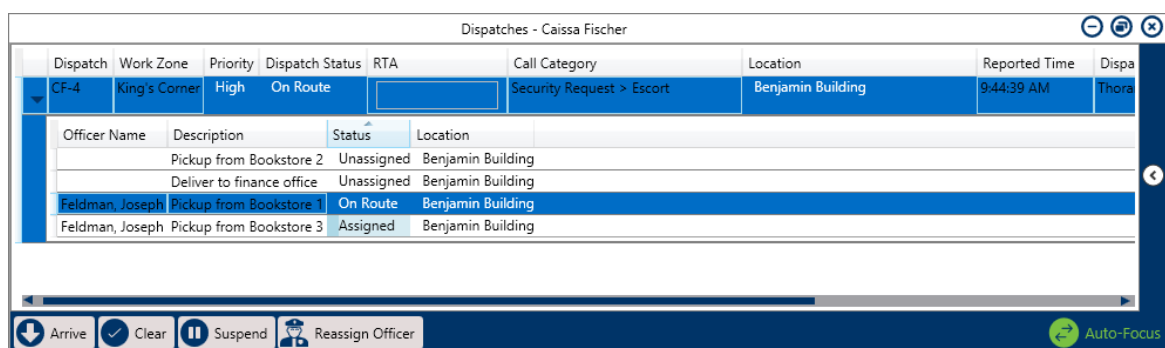 Dispatches - Caissa Fischer
Dispatch Work Zone Priority Dispatch Status RTA Call Category Location Reported Time Dispa
CF-4 King's Corner High On Route Security Request > Escort Benjamin Building 9:44:39 AM Thora
Officer Name Description Status Location
Pickup from Bookstore 2 Unassigned Benjamin Building
Deliver to finance office Unassigned Benjamin Building
Feldman, Joseph Pickup from Bookstore 1 On Route Benjamin Building
Feldman, Joseph Pickup from Bookstore 3 Assigned Benjamin Building
Arrive Clear Suspend Reassign Officer Auto-Focus